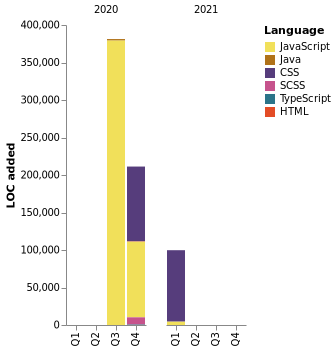 2020
2021
LOC added
400,000
350,000
300,000
250,000
200,000
150,000
100,000
50,000
0
Q1
Q2
Q3
Q4
Q1
Q2
Q3
Q4
Language
JavaScript
Java
CSS
SCSS
TypeScript
HTML